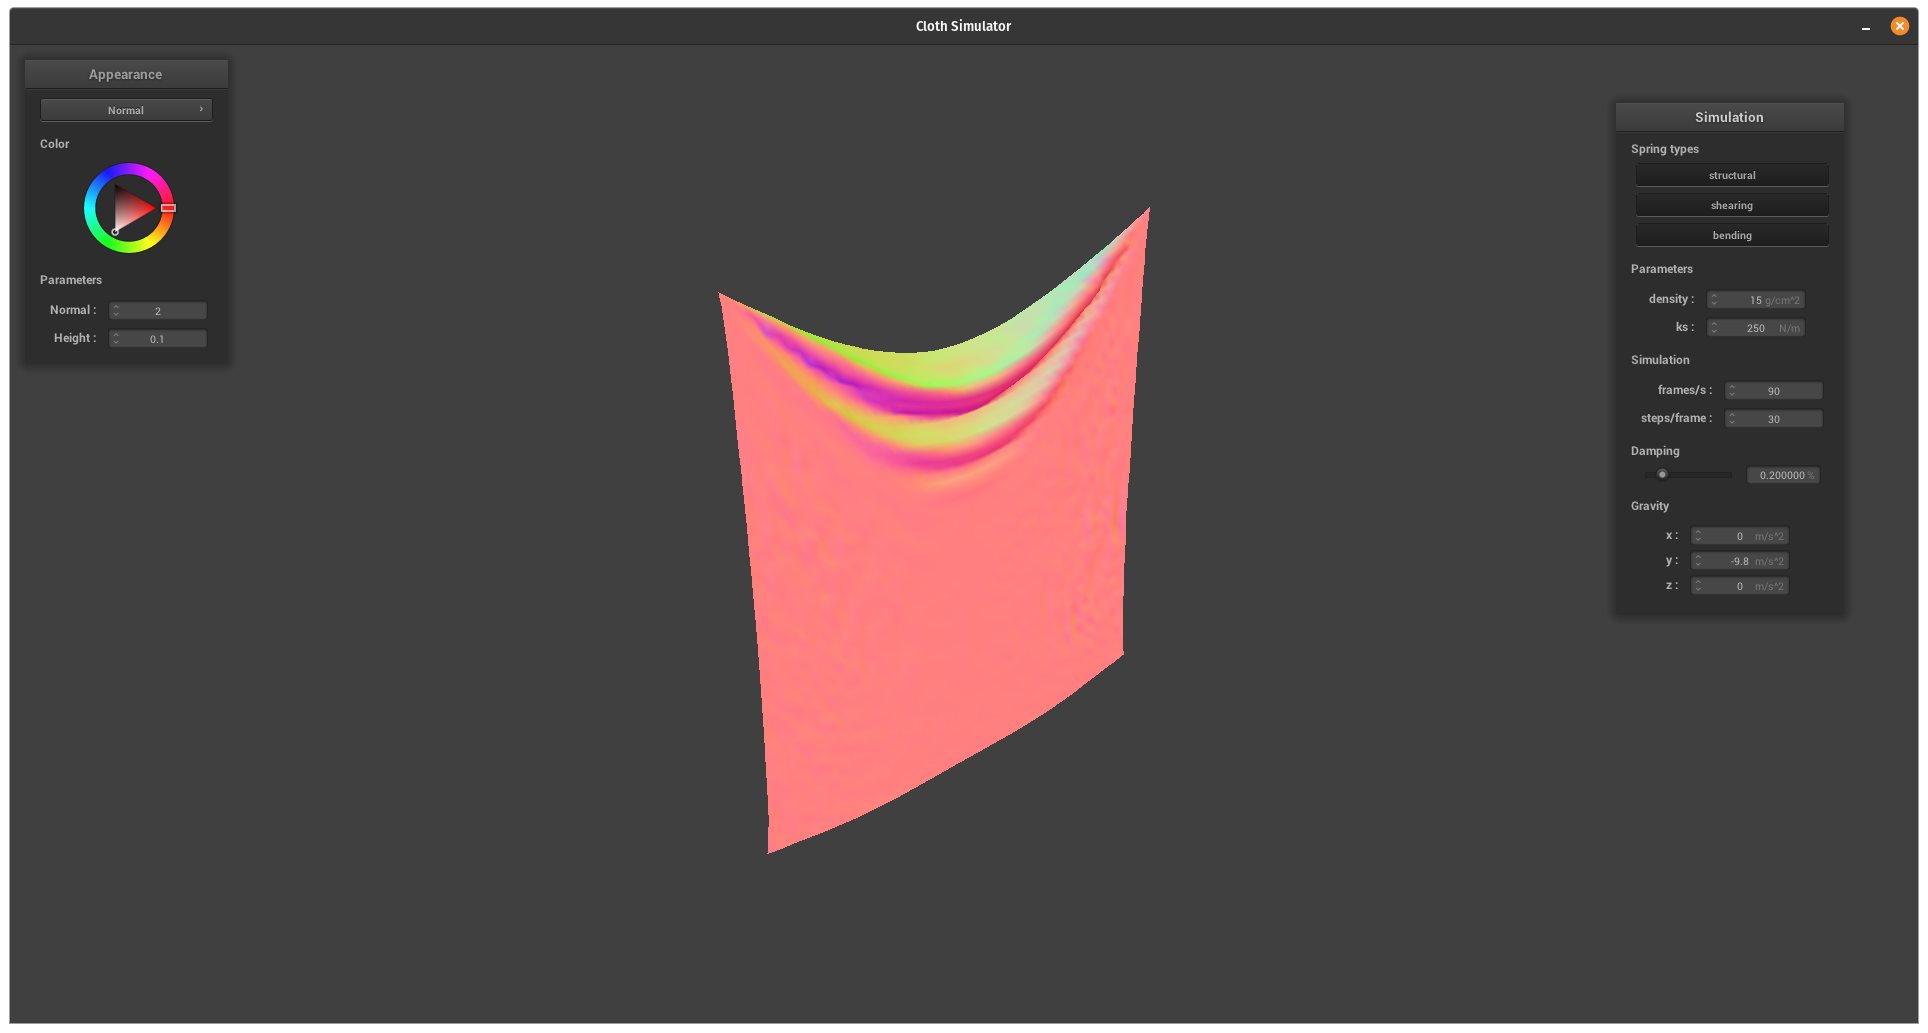 Cloth Simulator
Appearance
Normal
Color
Parameters
Normal : 2
Height : 0.1
Simulation
Spring types
structural
shearing
bending
Parameters
density : 15 g/cm^2
ks : 250 N/m
Simulation
frames/s : 90
steps/frame : 30
Damping
0.200000 %
Gravity
x : 0 m/s^2
y : -9.8 m/s^2
z : 0 m/s^2